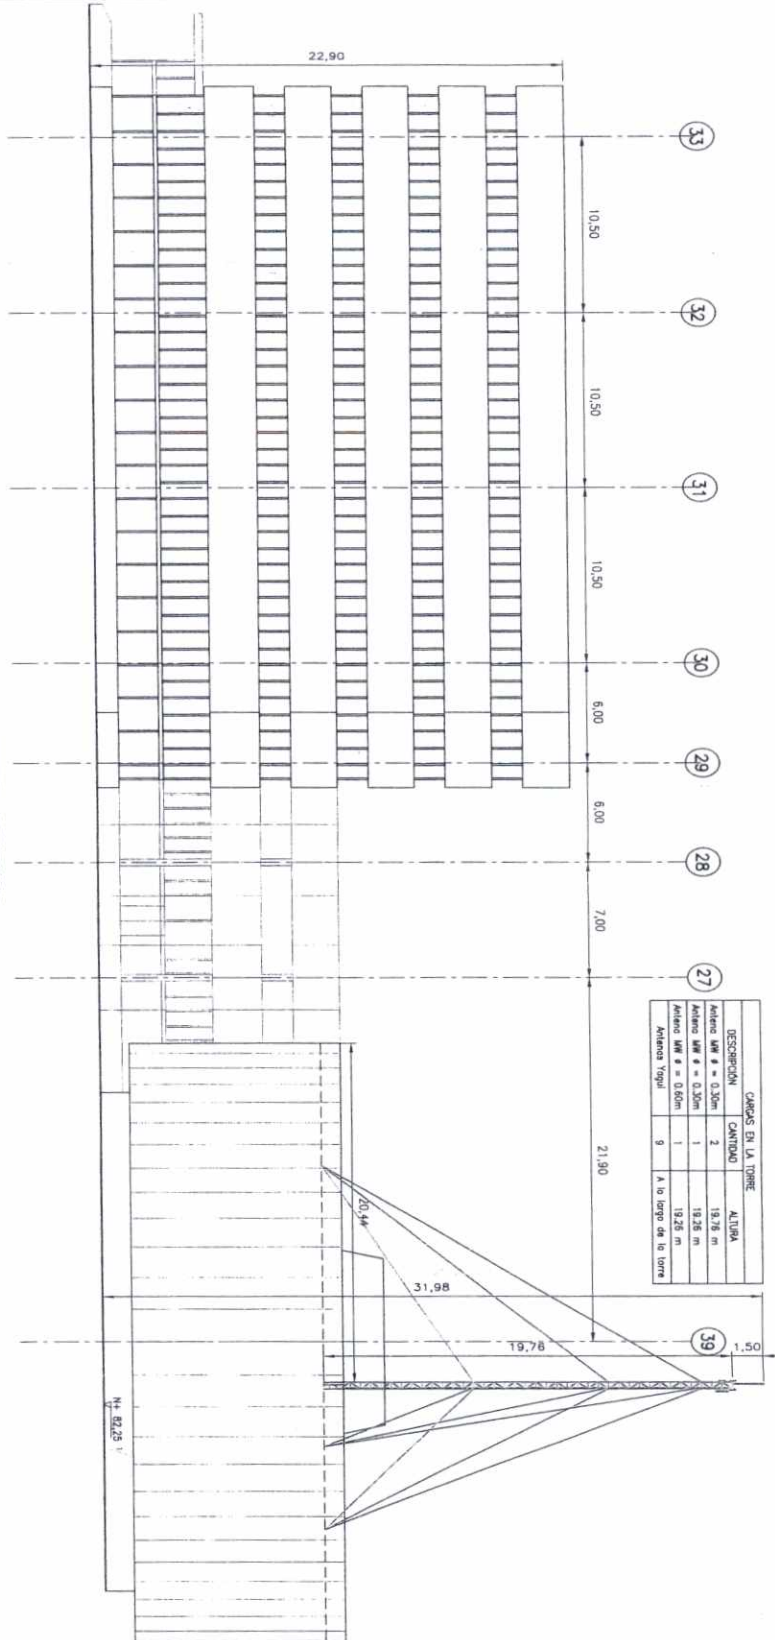 22,90
33
10,50
32
10,50
31
10,50
30
6,00
29
6,00
28
7,00
27
21,90
39
CARGAS EN LA TORRE
DESCRIPCIÓN CANTIDAD ALTURA
Antena MW ø = 0.30m 2 19.76 m
Antena MW ø = 0.30m 1 19.26 m
Antena MW ø = 0.60m 1 19.26 m
Antenas Yagui 9 A lo largo de la torre
20,44
31,98
19,76
1,50
N+ 82,25